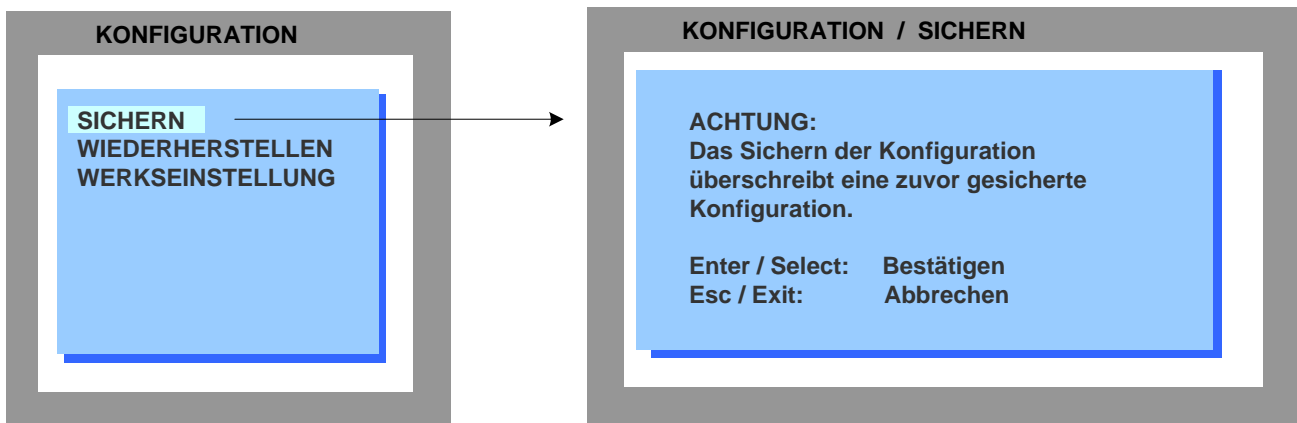 KONFIGURATION
SICHERN
WIEDERHERSTELLEN
WERKSEINSTELLUNG
KONFIGURATION / SICHERN
ACHTUNG:
Das Sichern der Konfiguration
überschreibt eine zuvor gesicherte
Konfiguration.
Enter / Select: Bestätigen
Esc / Exit: Abbrechen